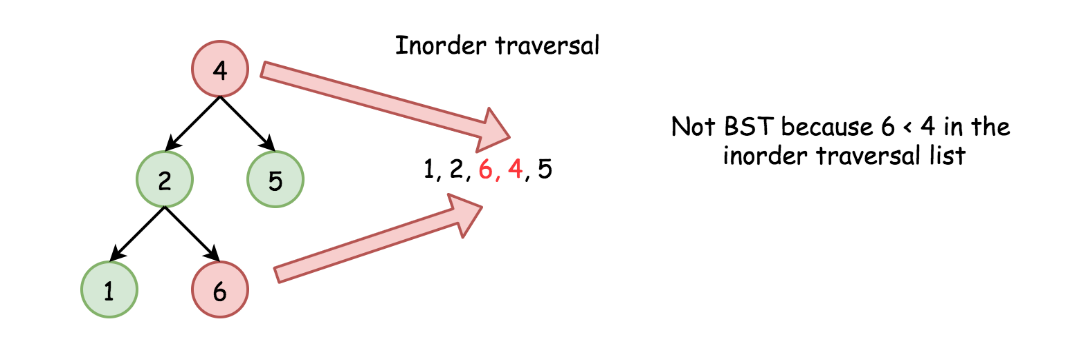 Inorder traversal
4
Not BST because 6 < 4 in the
inorder traversal list
1, 2, 6, 4, 5
2
5
1
6